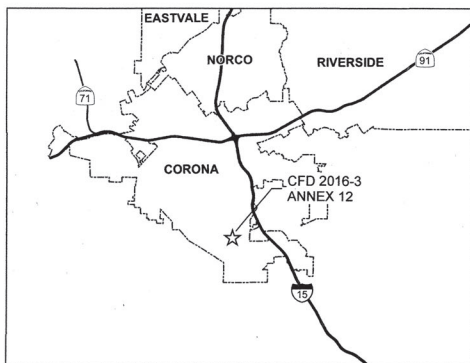 EASTVALE
NORCO
RIVERSIDE
91
71
CORONA
CFD 2016-3
ANNEX 12
15